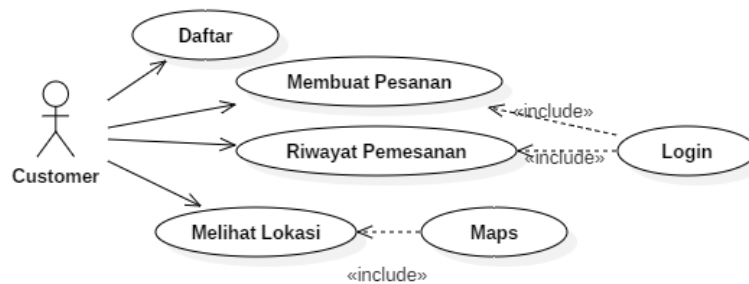 Daftar
Membuat Pesanan
«include»
Riwayat Pemesanan
«include»
Login
Customer
Melihat Lokasi
Maps
«include»